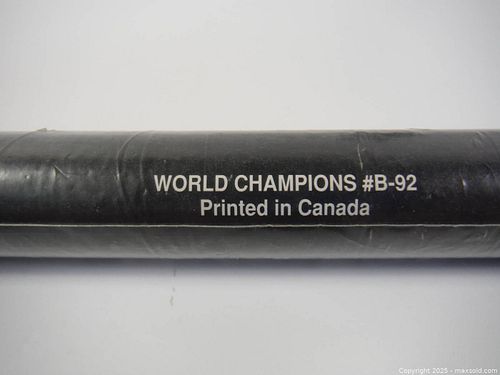 WORLD CHAMPIONS #B-92
Printed in Canada
Copyright 2025 - maxsold.com